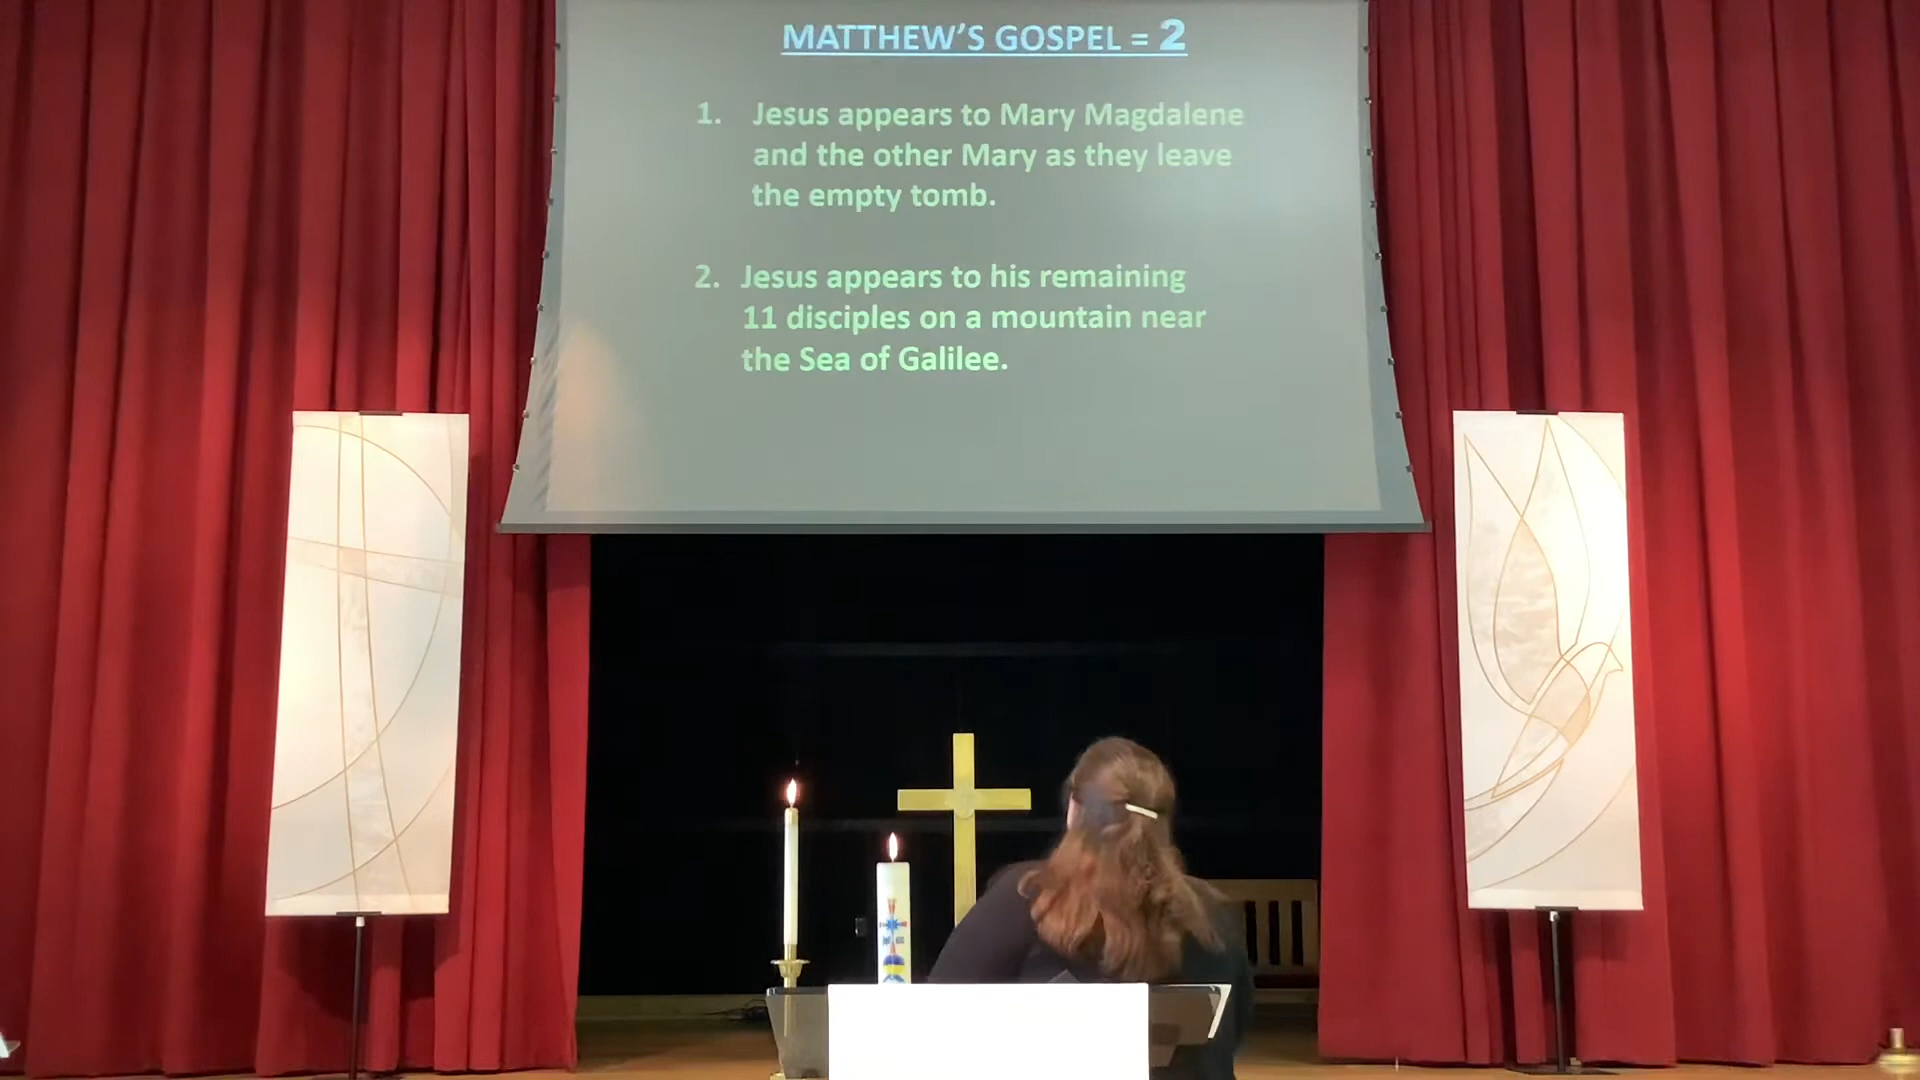 MATTHEW'S GOSPEL = 2
1. Jesus appears to Mary Magdalene
and the other Mary as they leave
the empty tomb.
2. Jesus appears to his remaining
11 disciples on a mountain near
the Sea of Galilee.